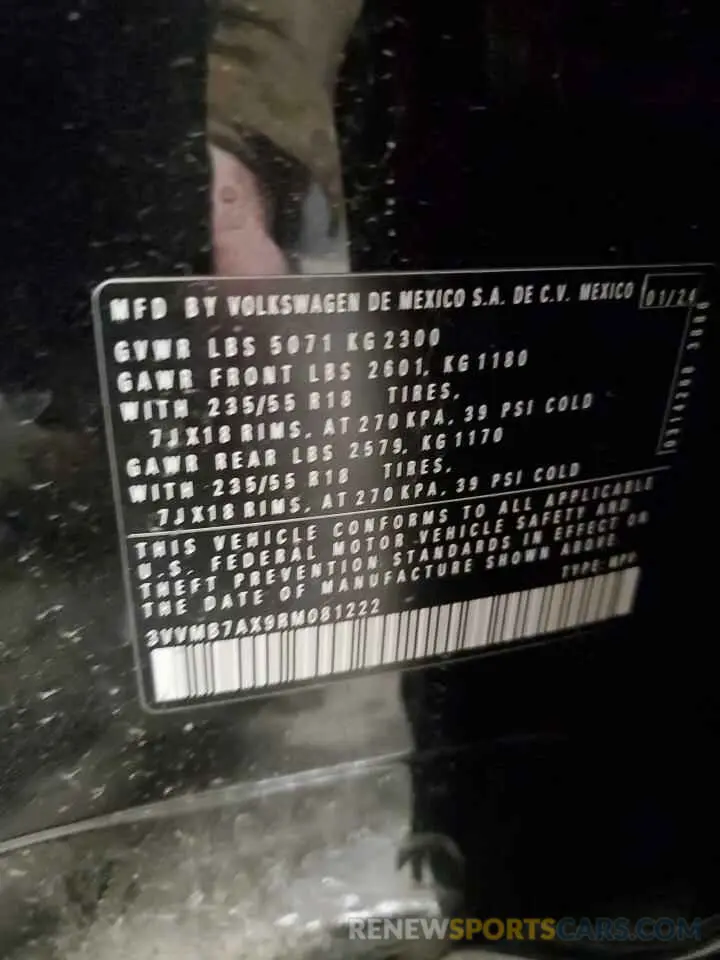 MFD BY VOLKSWAGEN DE MEXICO S.A. DE C.V. MEXICO 01/24
GVWR LBS 5071 KG 2300
GAWR FRONT LBS 2601, KG 1180
WITH 235/55 R18 TIRES,
7JX18 RIMS, AT 270 KPA, 39 PSI COLD
GAWR REAR LBS 2579, KG 1170
WITH 235/55 R18 TIRES,
7JX18 RIMS, AT 270 KPA, 39 PSI COLD
THIS VEHICLE CONFORMS TO ALL APPLICABLE
U.S. FEDERAL MOTOR VEHICLE SAFETY AND
THEFT PREVENTION STANDARDS IN EFFECT ON
THE DATE OF MANUFACTURE SHOWN ABOVE
3VVMB7AX9RM081222 TYPE: MPV
RENEWSPORTSCARS.COM